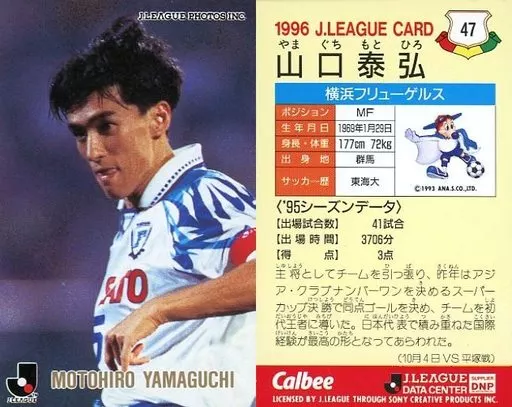 J.LEAGUE PHOTOS INC.
SATO
J.LEAGUE
MOTOHIRO YAMAGUCHI
1996 J.LEAGUE CARD
47
やま ぐち もと ひろ
山口泰弘
横浜フリューゲルス
ポジション MF
生年月日 1969年1月29日
身長・体重 177cm 72kg
出身地 群馬
サッカー歴 東海大
©1993 ANA.S.CO.,LTD.
〈'95シーズンデータ〉
【出場試合数】 41試合
【出場時間】 3706分
【得点】 3点
主将としてチームを引っ張り、昨年はアジ
ア・クラブナンバーワンを決めるスーパー
カップ決勝で同点ゴールを決め、チームを初
代王者に導いた。日本代表で積み重ねた国際
経験が最高の形となってあらわれた。
(10月4日VS平塚戦)
Calbee
J.LEAGUE
DATA CENTER
SUPPLIER
DNP
LICENSED BY J.LEAGUE THROUGH SONY CREATIVE PRODUCTS INC.